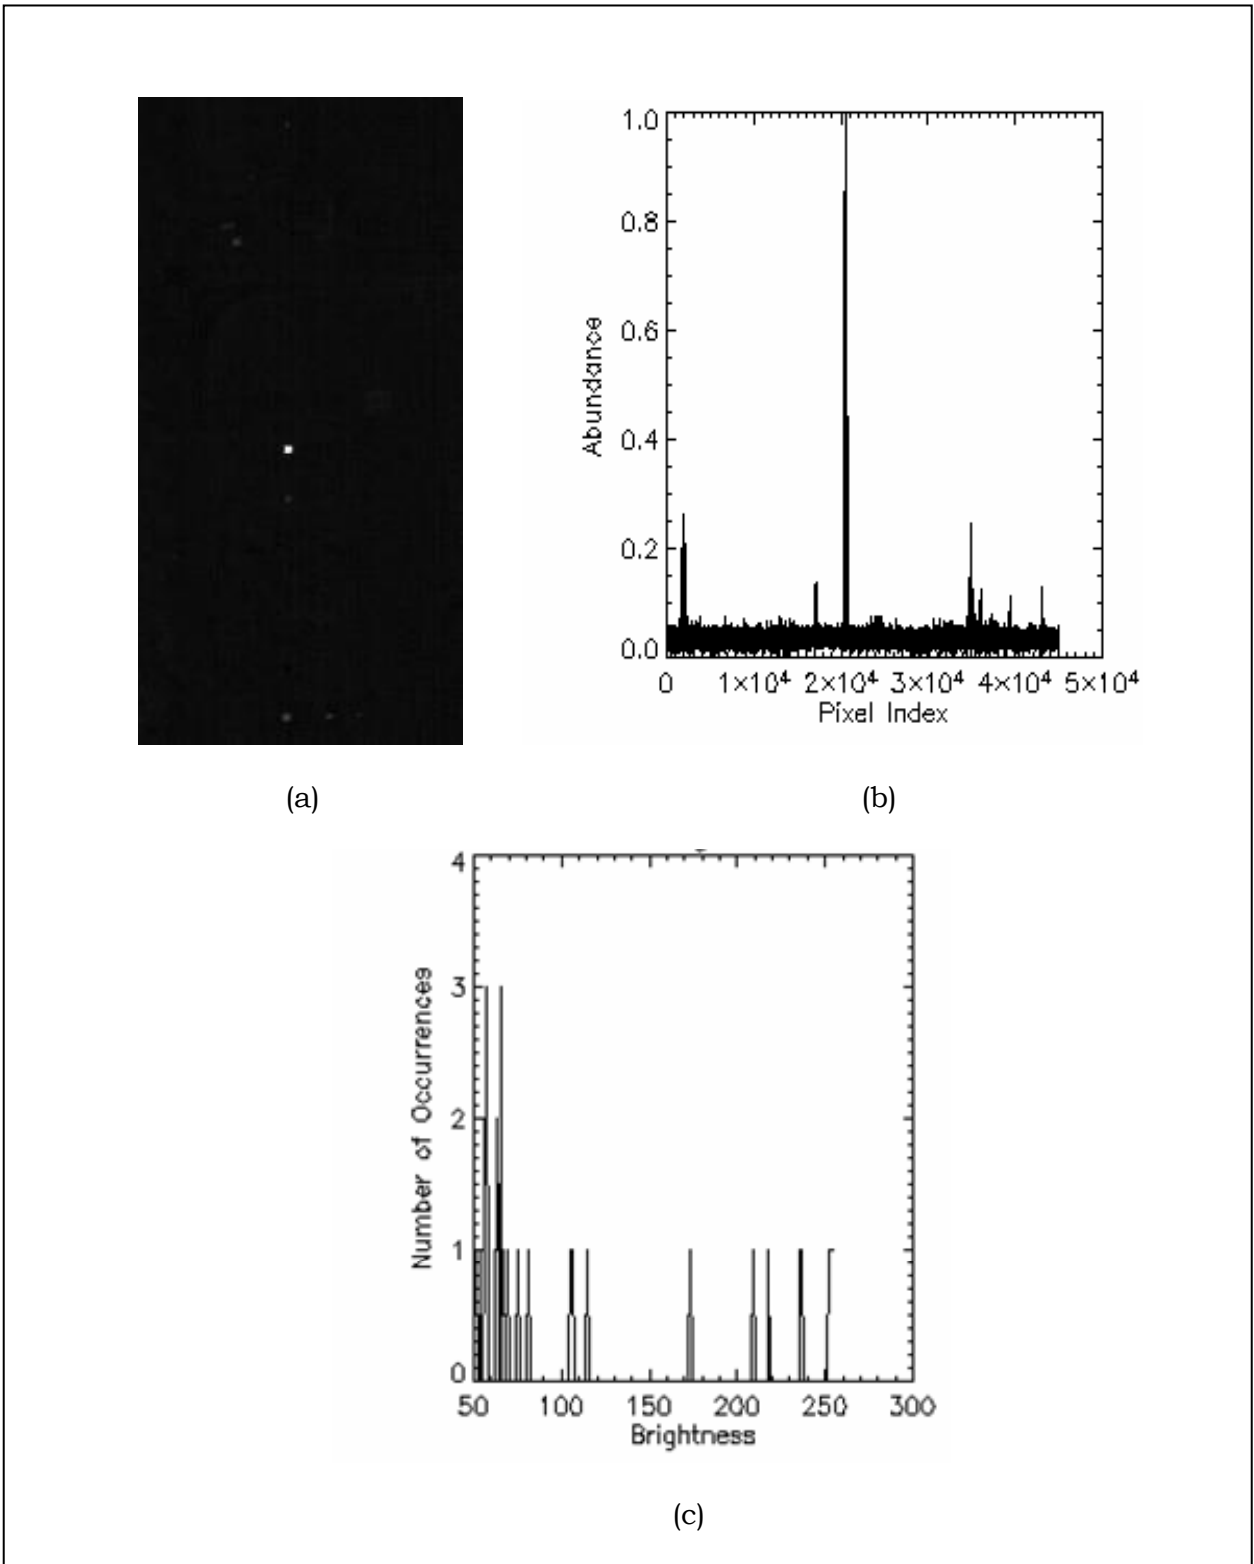 1.0
0.8
0.6
0.4
0.2
0.0
Abundance
0 1×10⁴ 2×10⁴ 3×10⁴ 4×10⁴ 5×10⁴
Pixel Index
(a) (b)
4
3
2
1
0
Number of Occurrences
50 100 150 200 250 300
Brightness
(c)